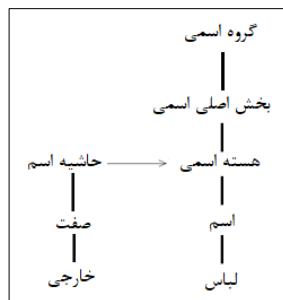 گروه اسمی
بخش اصلی اسمی
هسته اسمی
حاشیه اسم
اسم
صفت
لباس
خارجی